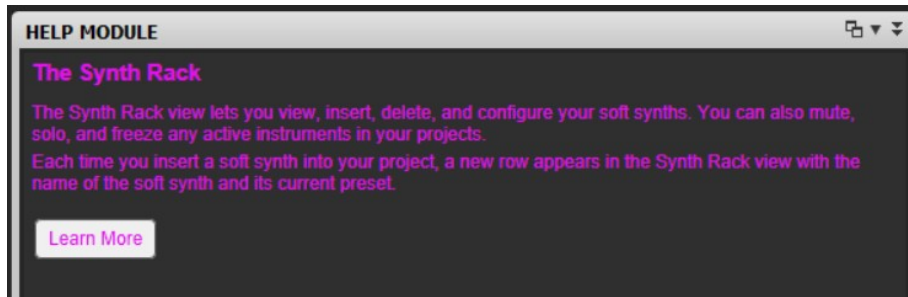 HELP MODULE
The Synth Rack
The Synth Rack view lets you view, insert, delete, and configure your soft synths. You can also mute,
solo, and freeze any active instruments in your projects.
Each time you insert a soft synth into your project, a new row appears in the Synth Rack view with the
name of the soft synth and its current preset.
Learn More